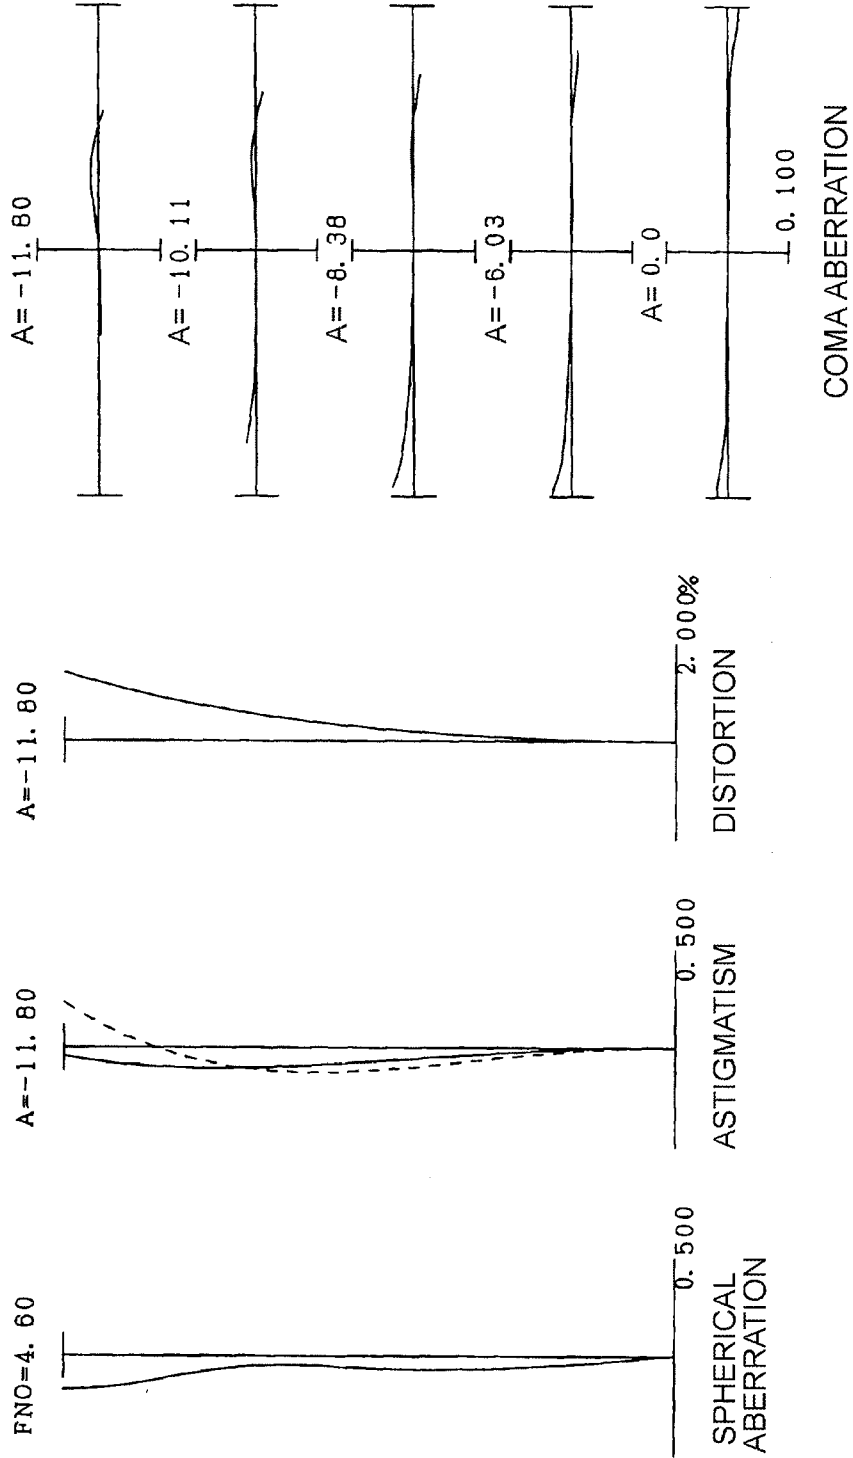 FNO=4. 60
0. 500
SPHERICAL
ABERRATION
A=-11. 80
0. 500
ASTIGMATISM
A=-11. 80
2. 000%
DISTORTION
A=-11. 80
A=-10. 11
A=-8. 38
A=-6. 03
A=0. 0
0. 100
COMA ABERRATION